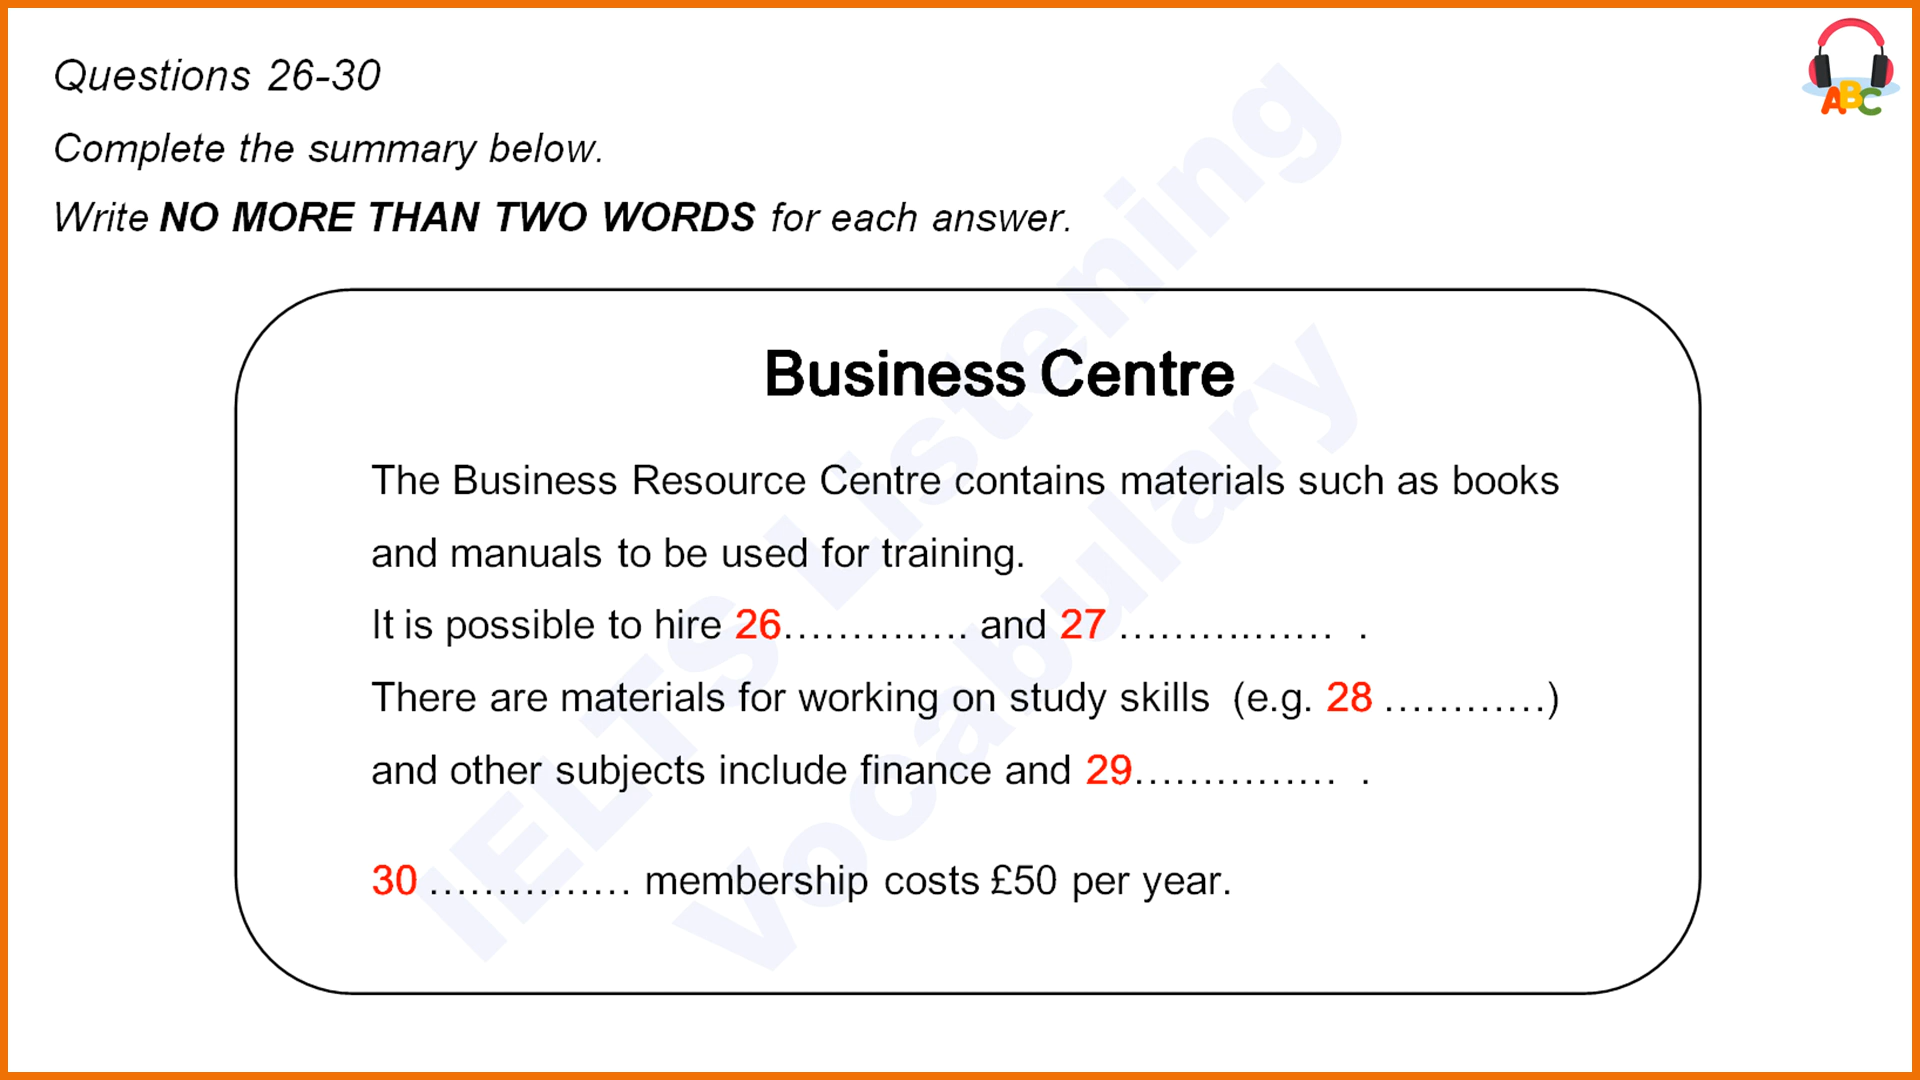 Questions 26-30
Complete the summary below.
Write NO MORE THAN TWO WORDS for each answer.
ABC
Business Centre
The Business Resource Centre contains materials such as books
and manuals to be used for training.
It is possible to hire 26…………… and 27 …………… .
There are materials for working on study skills (e.g. 28 …………)
and other subjects include finance and 29…………… .
30 …………… membership costs £50 per year.
IELTS Listening
Vocabulary